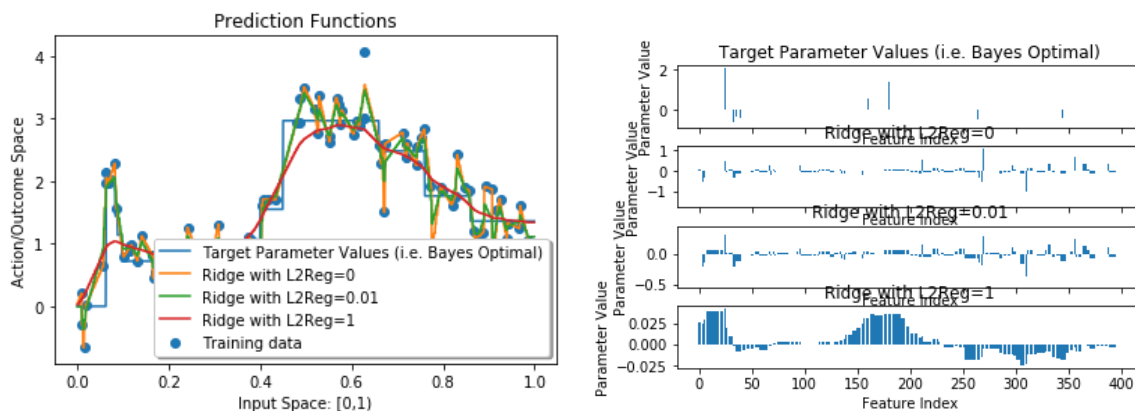 Prediction Functions
Action/Outcome Space
4
3
2
1
0
Target Parameter Values (i.e. Bayes Optimal)
Ridge with L2Reg=0
Ridge with L2Reg=0.01
Ridge with L2Reg=1
Training data
0.0 0.2 0.4 0.6 0.8 1.0
Input Space: [0,1)
Target Parameter Values (i.e. Bayes Optimal)
Parameter Value
2
0
Feature Index
Ridge with L2Reg=0
Parameter Value
1
0
−1
Feature Index
Ridge with L2Reg=0.01
Parameter Value
0.0
−0.5
Feature Index
Ridge with L2Reg=1
Parameter Value
0.025
0.000
−0.025
0 50 100 150 200 250 300 350 400
Feature Index